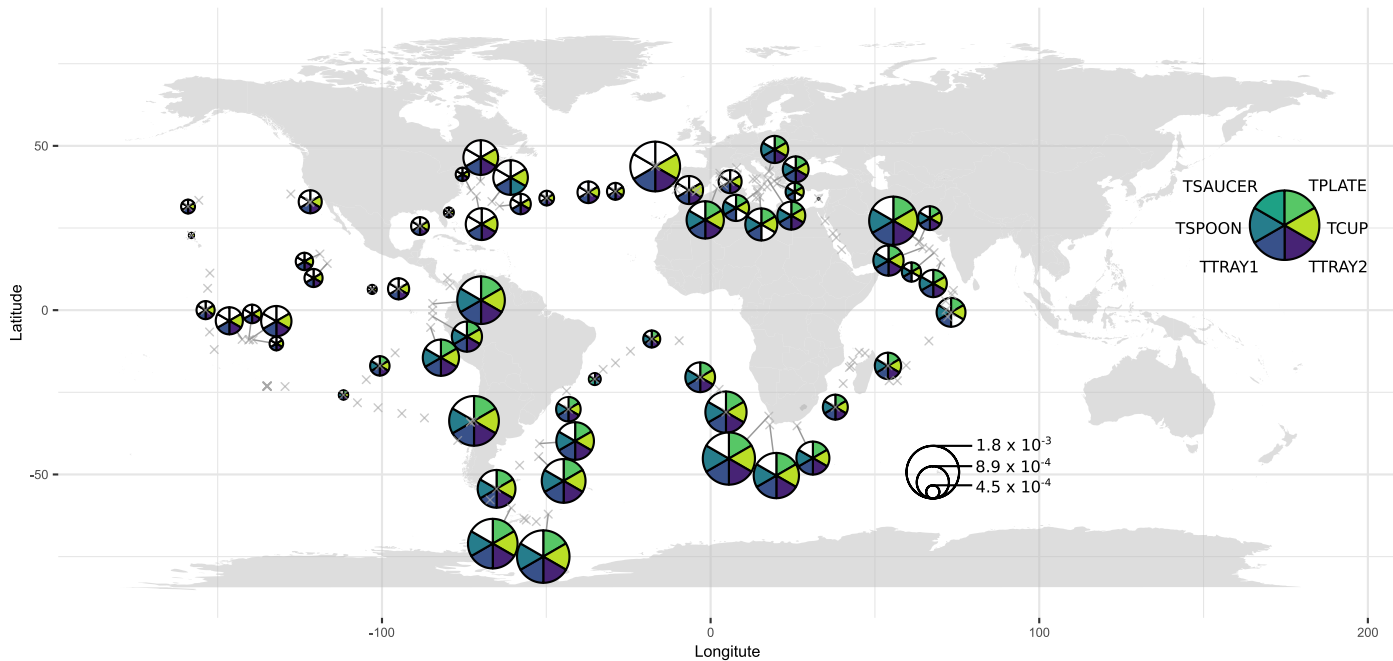 50
0
-50
Latitude
-100
0
100
200
Longitute
TSAUCER
TPLATE
TSPOON
TCUP
TTRAY1
TTRAY2
1.8 x 10⁻³
8.9 x 10⁻⁴
4.5 x 10⁻⁴